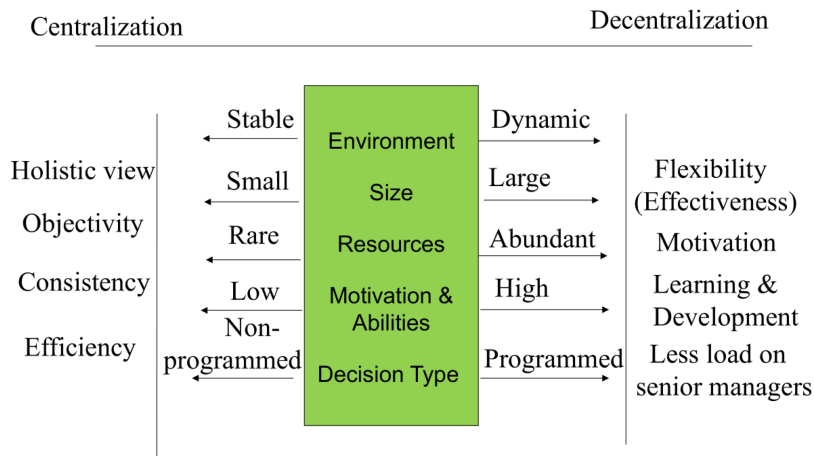 Centralization
Decentralization
Stable
Environment
Dynamic
Holistic view
Small
Size
Large
Flexibility
(Effectiveness)
Objectivity
Rare
Resources
Abundant
Motivation
Consistency
Low
Motivation &
Abilities
High
Learning &
Development
Efficiency
Non-
programmed
Decision Type
Programmed
Less load on
senior managers